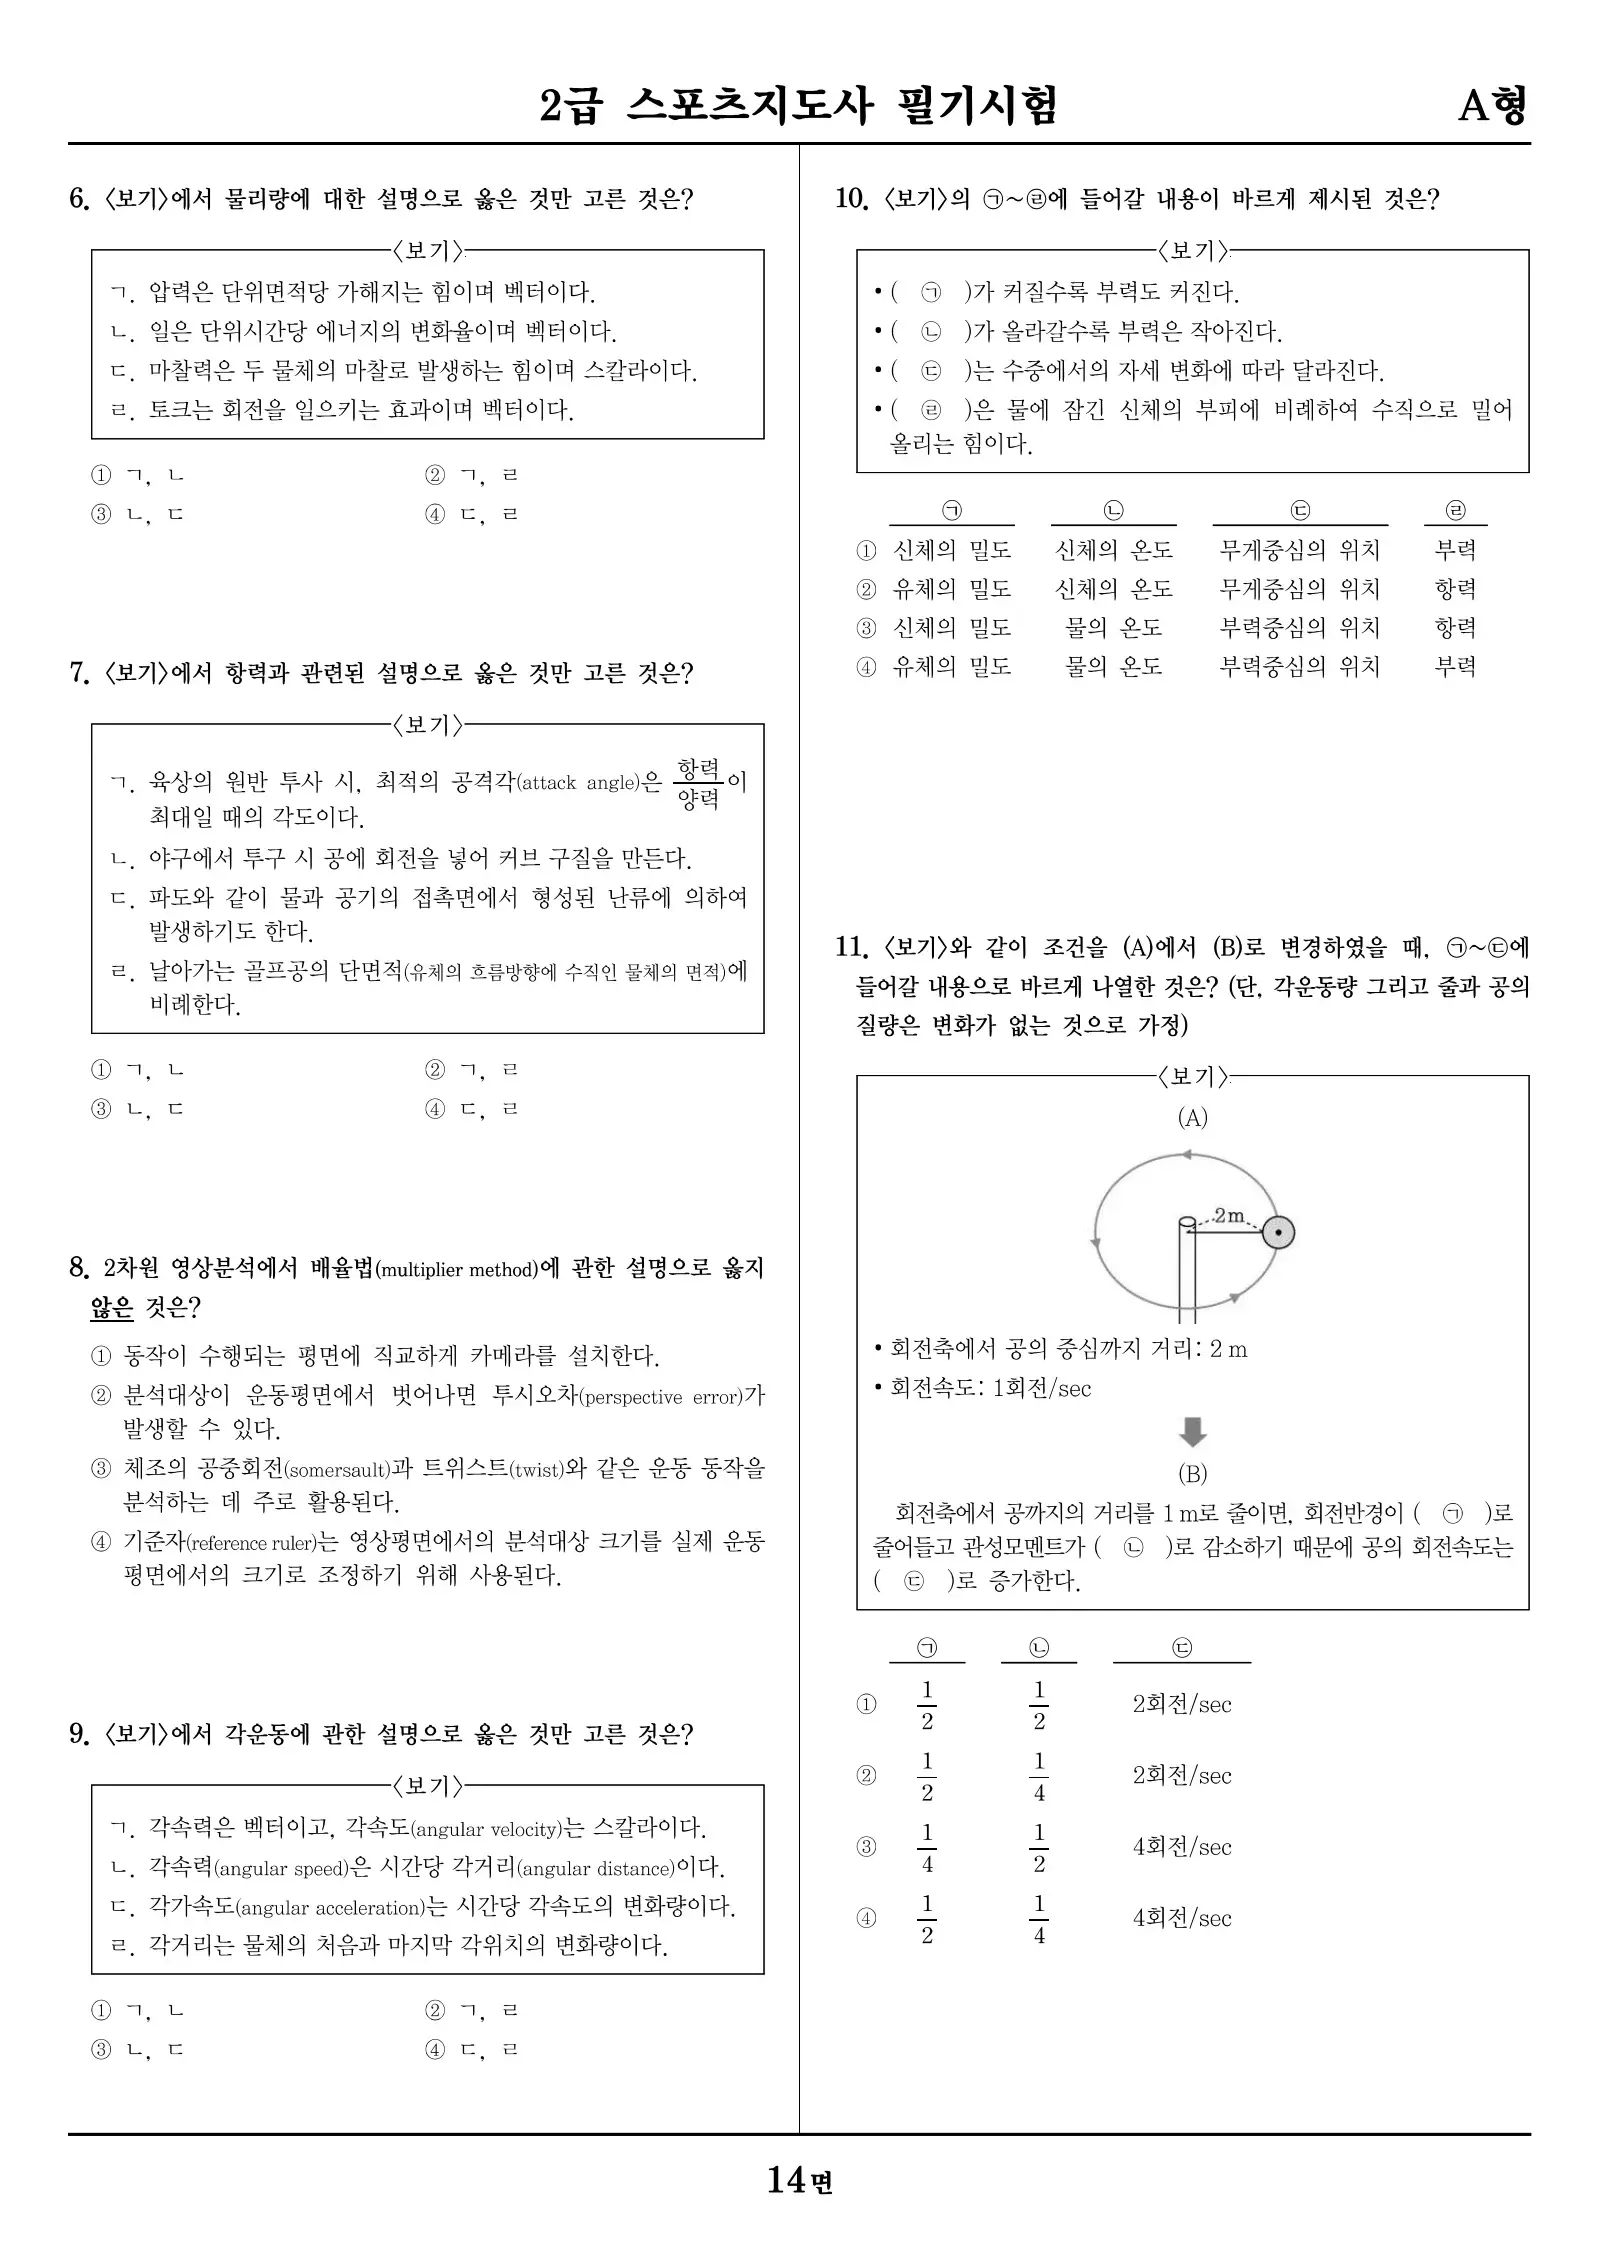 2급 스포츠지도사 필기시험
A형
6. 〈보기〉에서 물리량에 대한 설명으로 옳은 것만 고른 것은?
〈보기〉
ㄱ. 압력은 단위면적당 가해지는 힘이며 벡터이다.
ㄴ. 일은 단위시간당 에너지의 변화율이며 벡터이다.
ㄷ. 마찰력은 두 물체의 마찰로 발생하는 힘이며 스칼라이다.
ㄹ. 토크는 회전을 일으키는 효과이며 벡터이다.
① ㄱ, ㄴ ② ㄱ, ㄹ
③ ㄴ, ㄷ ④ ㄷ, ㄹ
7. 〈보기〉에서 항력과 관련된 설명으로 옳은 것만 고른 것은?
〈보기〉
ㄱ. 육상의 원반 투사 시, 최적의 공격각(attack angle)은 항력/양력이
최대일 때의 각도이다.
ㄴ. 야구에서 투구 시 공에 회전을 넣어 커브 구질을 만든다.
ㄷ. 파도와 같이 물과 공기의 접촉면에서 형성된 난류에 의하여
발생하기도 한다.
ㄹ. 날아가는 골프공의 단면적(유체의 흐름방향에 수직인 물체의 면적)에
비례한다.
① ㄱ, ㄴ ② ㄱ, ㄹ
③ ㄴ, ㄷ ④ ㄷ, ㄹ
8. 2차원 영상분석에서 배율법(multiplier method)에 관한 설명으로 옳지
않은 것은?
① 동작이 수행되는 평면에 직교하게 카메라를 설치한다.
② 분석대상이 운동평면에서 벗어나면 투시오차(perspective error)가
발생할 수 있다.
③ 체조의 공중회전(somersault)과 트위스트(twist)와 같은 운동 동작을
분석하는 데 주로 활용된다.
④ 기준자(reference ruler)는 영상평면에서의 분석대상 크기를 실제 운동
평면에서의 크기로 조정하기 위해 사용된다.
9. 〈보기〉에서 각운동에 관한 설명으로 옳은 것만 고른 것은?
〈보기〉
ㄱ. 각속력은 벡터이고, 각속도(angular velocity)는 스칼라이다.
ㄴ. 각속력(angular speed)은 시간당 각거리(angular distance)이다.
ㄷ. 각가속도(angular acceleration)는 시간당 각속도의 변화량이다.
ㄹ. 각거리는 물체의 처음과 마지막 각위치의 변화량이다.
① ㄱ, ㄴ ② ㄱ, ㄹ
③ ㄴ, ㄷ ④ ㄷ, ㄹ
10. 〈보기〉의 ㉠~㉣에 들어갈 내용이 바르게 제시된 것은?
〈보기〉
• ( ㉠ )가 커질수록 부력도 커진다.
• ( ㉡ )가 올라갈수록 부력은 작아진다.
• ( ㉢ )는 수중에서의 자세 변화에 따라 달라진다.
• ( ㉣ )은 물에 잠긴 신체의 부피에 비례하여 수직으로 밀어
올리는 힘이다.
㉠ ㉡ ㉢ ㉣
① 신체의 밀도 신체의 온도 무게중심의 위치 부력
② 유체의 밀도 신체의 온도 무게중심의 위치 항력
③ 신체의 밀도 물의 온도 부력중심의 위치 항력
④ 유체의 밀도 물의 온도 부력중심의 위치 부력
11. 〈보기〉와 같이 조건을 (A)에서 (B)로 변경하였을 때, ㉠~㉢에
들어갈 내용으로 바르게 나열한 것은? (단, 각운동량 그리고 줄과 공의
질량은 변화가 없는 것으로 가정)
〈보기〉
(A)
2m
• 회전축에서 공의 중심까지 거리: 2 m
• 회전속도: 1회전/sec
(B)
회전축에서 공까지의 거리를 1 m로 줄이면, 회전반경이 ( ㉠ )로
줄어들고 관성모멘트가 ( ㉡ )로 감소하기 때문에 공의 회전속도는
( ㉢ )로 증가한다.
㉠ ㉡ ㉢
① 1/2 1/2 2회전/sec
② 1/2 1/4 2회전/sec
③ 1/4 1/2 4회전/sec
④ 1/2 1/4 4회전/sec
14면